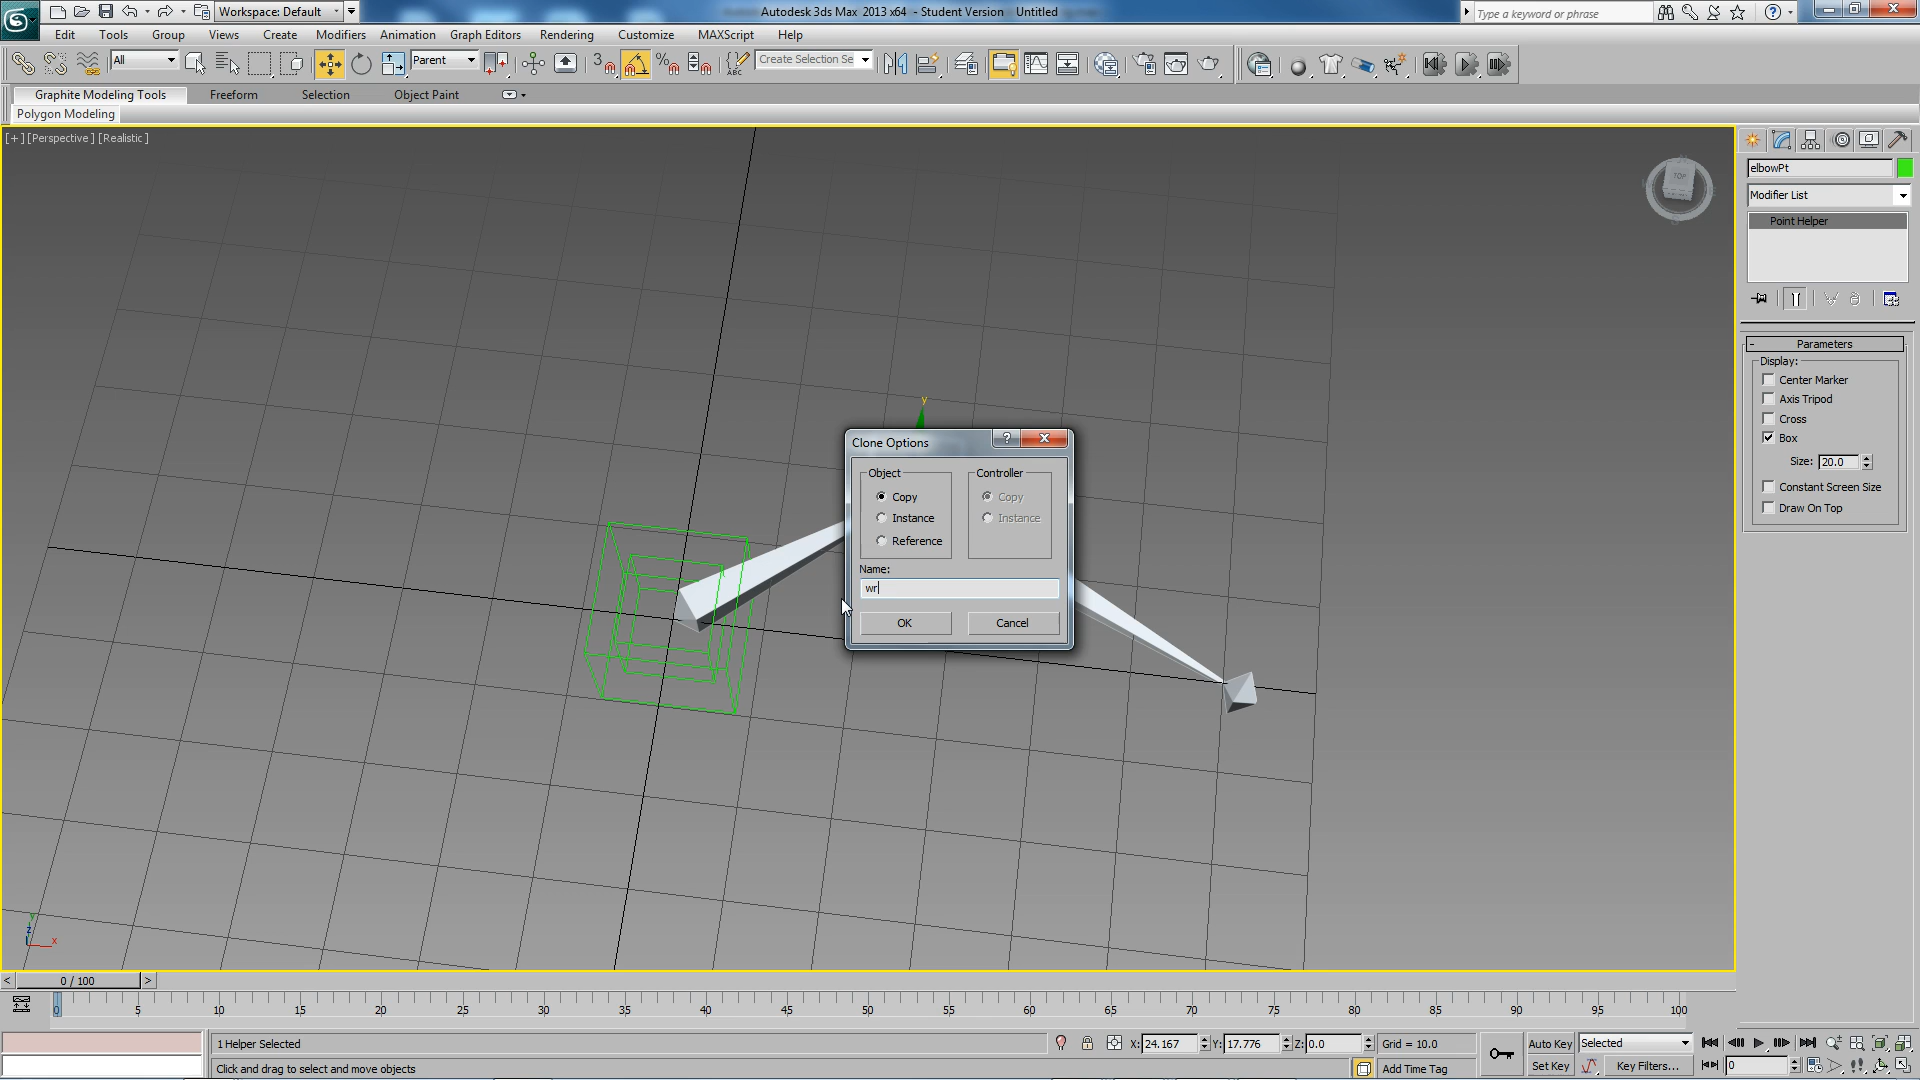 Workspace: Default
Autodesk 3ds Max 2013 x64 - Student Version Untitled
Type a keyword or phrase
Edit Tools Group Views Create Modifiers Animation Graph Editors Rendering Customize MAXScript Help
All
Parent
3
%
ABC
Create Selection Se
Graphite Modeling Tools Freeform Selection Object Paint
Polygon Modeling
[+] [Perspective] [Realistic]
TOP
elbowPt
Modifier List
Point Helper
- Parameters
Display:
Center Marker
Axis Tripod
Cross
Box
Size: 20.0
Constant Screen Size
Draw On Top
y
Clone Options
?
Object
Copy
Instance
Reference
Controller
Copy
Instance
Name:
wr
OK Cancel
y
z
x
< 0 / 100 >
0 5 10 15 20 25 30 35 40 45 50 55 60 65 70 75 80 85 90 95 100
1 Helper Selected
X: 24.167 Y: 17.776 Z: 0.0
Grid = 10.0
Auto Key Selected
Click and drag to select and move objects
Add Time Tag
Set Key Key Filters...
0